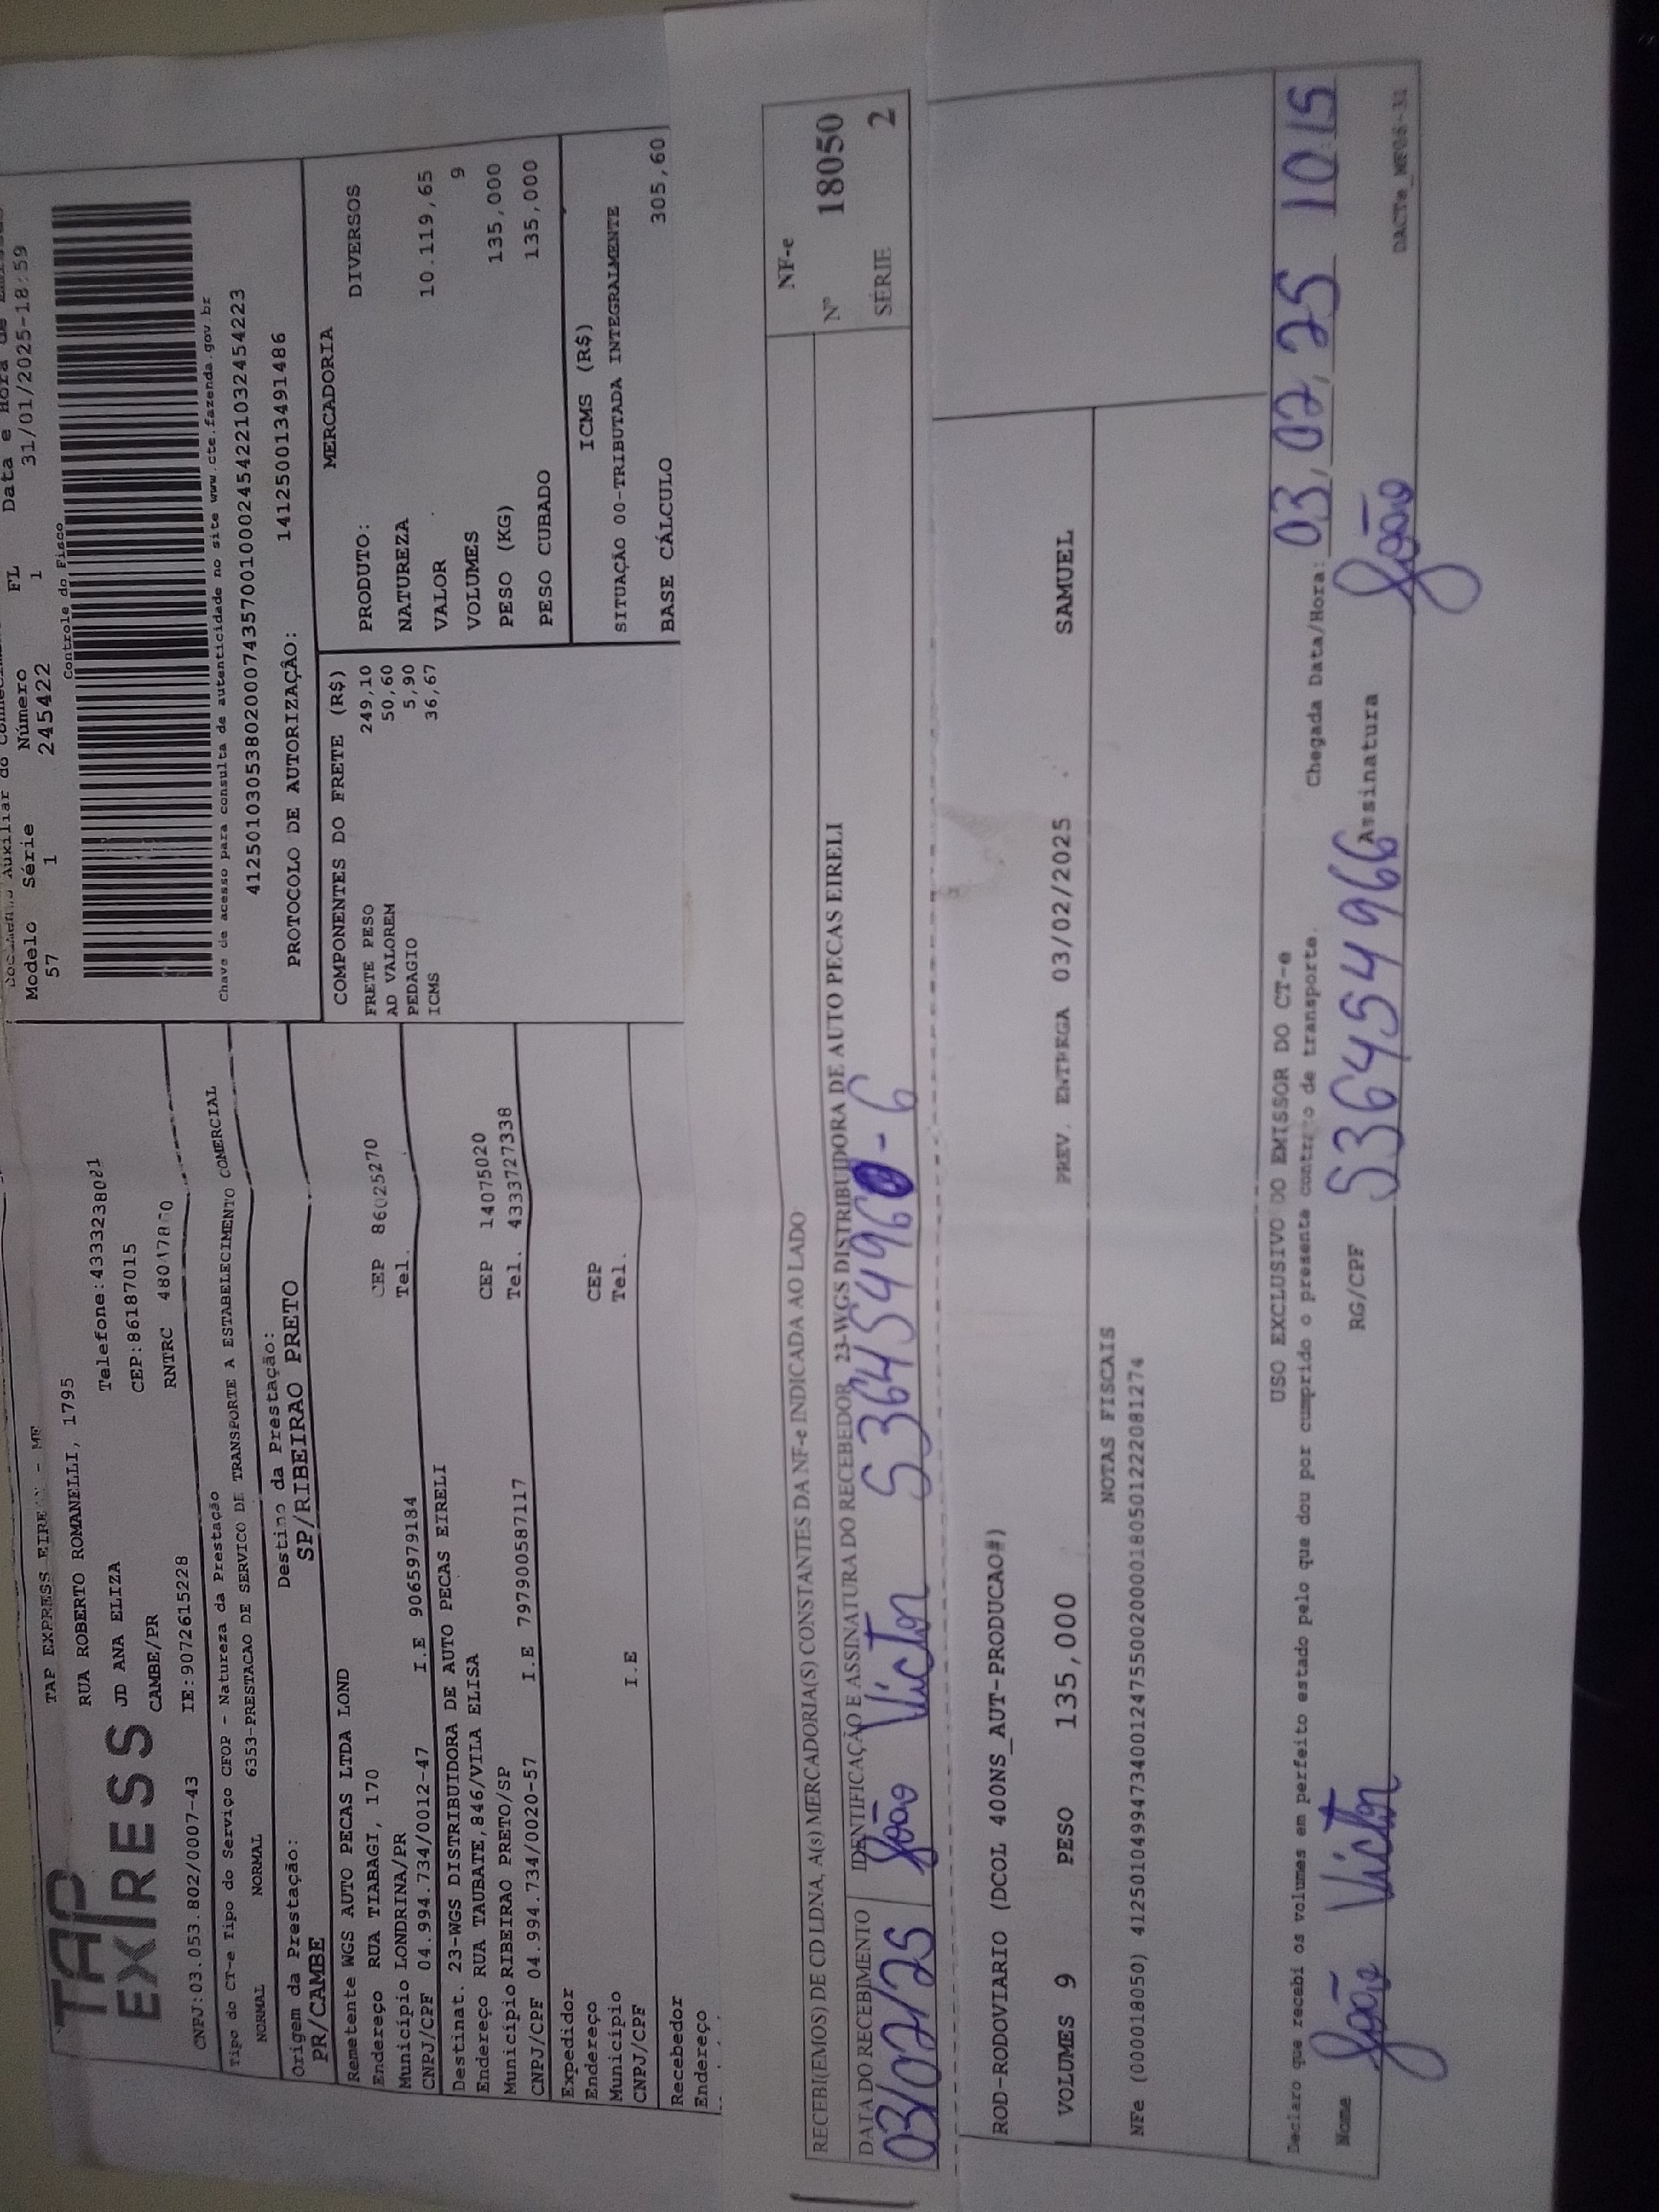 TAP
EXPRESS
TAP EXPRESS EIRELI - ME
RUA ROBERTO ROMANELLI, 1795
JD ANA ELIZA
Telefone:4333238021
CAMBE/PR
CEP:86187015
CNPJ:03.053.802/0007-43
IE:9072615228
RNTRC
Tipo do CT-e Tipo do Serviço CFOP - Natureza da Prestação
NORMAL NORMAL 6353-PRESTACAO DE SERVICO DE TRANSPORTE A ESTABELECIMENTO COMERCIAL
Origem da Prestação: Destino da Prestação:
PR/CAMBE SP/RIBEIRAO PRETO
Remetente WGS AUTO PECAS LTDA LOND
Endereço RUA TIABAGI, 170 CEP 86025270
Município LONDRINA/PR Tel.
CNPJ/CPF 04.994.734/0012-47 I.E 9065979184
Destinat. 23-WGS DISTRIBUIDORA DE AUTO PECAS EIRELI
Endereço RUA TAUBATE,846/VILA ELISA CEP 14075020
Município RIBEIRAO PRETO/SP Tel. 433372​7338
CNPJ/CPF 04.994.734/0020-57 I.E 797900587117
Expedidor
Endereço CEP
Município Tel.
CNPJ/CPF I.E
Recebedor
Endereço
Auxiliar do
Modelo Série Número FL Data e Hora de
57 1 245422 1 31/01/2025-18:59
Controle do Fisco
Chave de acesso para consulta de autenticidade no site www.cte.fazenda.gov.br
41250103053802000743570010002454221032454223
PROTOCOLO DE AUTORIZAÇÃO: 141250013491486
COMPONENTES DO FRETE (R$)
FRETE PESO 249,10
AD VALOREM 50,60
PEDAGIO 5,90
ICMS 36,67
MERCADORIA
PRODUTO: DIVERSOS
NATUREZA
VALOR 10.119,65
VOLUMES 9
PESO (KG) 135,000
PESO CUBADO 135,000
ICMS (R$)
SITUAÇÃO 00-TRIBUTADA INTEGRALMENTE
BASE CÁLCULO 305,60
RECEBI(EMOS) DE CD LDNA, A(s) MERCADORIA(S) CONSTANTES DA NF-e INDICADA AO LADO
DATA DO RECEBIMENTO IDENTIFICAÇÃO E ASSINATURA DO RECEBEDOR 23-WGS DISTRIBUIDORA DE AUTO PECAS EIRELI
03/02/25 João Victor
NF-e
Nº 18050
SÉRIE 2
ROD-RODOVIARIO (DCOL 400NS_AUT-PRODUCAO#)
VOLUMES 9 PESO 135,000 PREV. ENTREGA 03/02/2025 SAMUEL
NOTAS FISCAIS
NFe (000018050) 41250104994734001247550020000180501222081274
USO EXCLUSIVO DO EMISSOR DO CT-e
Declaro que recebi os volumes em perfeito estado pelo que dou por cumprido o presente contrato de transporte. Chegada Data/Hora: 03/02/25 10:15
Nome João Victor RG/CPF 536454966 Assinatura João